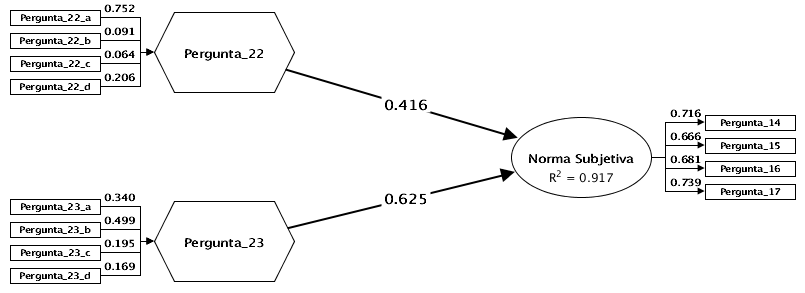 Pergunta_22_a
0.752
Pergunta_22_b
0.091
Pergunta_22_c
0.064
Pergunta_22_d
0.206
Pergunta_22
0.416
Pergunta_23_a
0.340
Pergunta_23_b
0.499
Pergunta_23_c
0.195
Pergunta_23_d
0.169
Pergunta_23
0.625
Norma Subjetiva
R² = 0.917
0.716
Pergunta_14
0.666
Pergunta_15
0.681
Pergunta_16
0.739
Pergunta_17